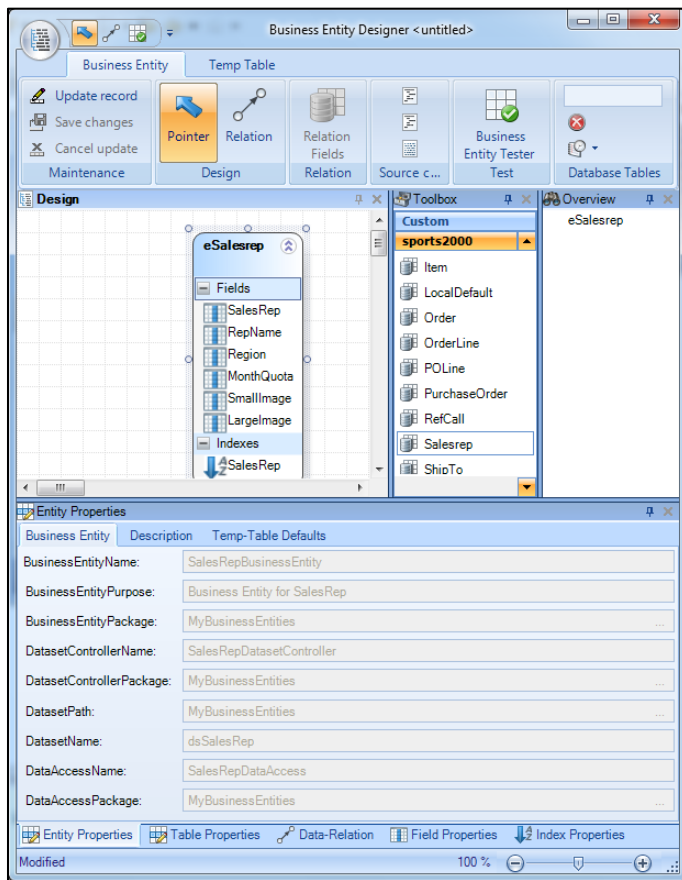 Business Entity Designer <untitled>
Business Entity
Temp Table
Update record
Save changes
Cancel update
Maintenance
Pointer
Relation
Design
Relation
Fields
Relation
Source c...
Business
Entity Tester
Test
Database Tables
Design
eSalesrep
Fields
SalesRep
RepName
Region
MonthQuota
SmallImage
LargeImage
Indexes
SalesRep
Toolbox
Custom
sports2000
Item
LocalDefault
Order
OrderLine
POLine
PurchaseOrder
RefCall
Salesrep
ShipTo
Overview
eSalesrep
Entity Properties
Business Entity
Description
Temp-Table Defaults
BusinessEntityName: SalesRepBusinessEntity
BusinessEntityPurpose: Business Entity for SalesRep
BusinessEntityPackage: MyBusinessEntities ...
DatasetControllerName: SalesRepDatasetController
DatasetControllerPackage: MyBusinessEntities ...
DatasetPath: MyBusinessEntities ...
DatasetName: dsSalesRep
DataAccessName: SalesRepDataAccess
DataAccessPackage: MyBusinessEntities ...
Entity Properties
Table Properties
Data-Relation
Field Properties
Index Properties
Modified
100 %